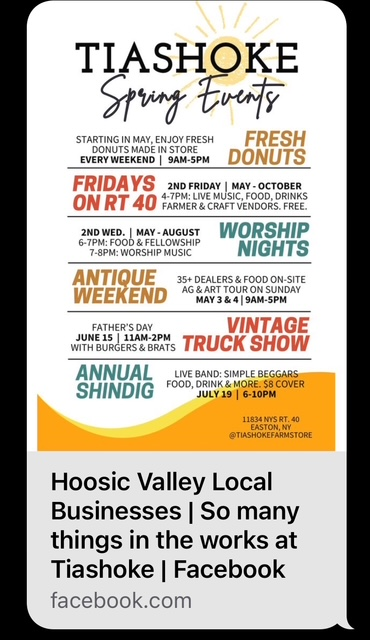 TIASHOKE
Spring Events
STARTING IN MAY, ENJOY FRESH
DONUTS MADE IN STORE
EVERY WEEKEND | 9AM-5PM
FRESH
DONUTS
FRIDAYS
ON RT 40
2ND FRIDAY | MAY - OCTOBER
4-7PM: LIVE MUSIC, FOOD, DRINKS
FARMER & CRAFT VENDORS. FREE.
2ND WED. | MAY - AUGUST
6-7PM: FOOD & FELLOWSHIP
7-8PM: WORSHIP MUSIC
WORSHIP
NIGHTS
ANTIQUE
WEEKEND
35+ DEALERS & FOOD ON-SITE
AG & ART TOUR ON SUNDAY
MAY 3 & 4 | 9AM-5PM
FATHER'S DAY
JUNE 15 | 11AM-2PM
WITH BURGERS & BRATS
VINTAGE
TRUCK SHOW
ANNUAL
SHINDIG
LIVE BAND: SIMPLE BEGGARS
FOOD, DRINK & MORE. $8 COVER
JULY 19 | 6-10PM
11834 NYS RT. 40
EASTON, NY
@TIASHOKEFARMSTORE
Hoosic Valley Local
Businesses | So many
things in the works at
Tiashoke | Facebook
facebook.com